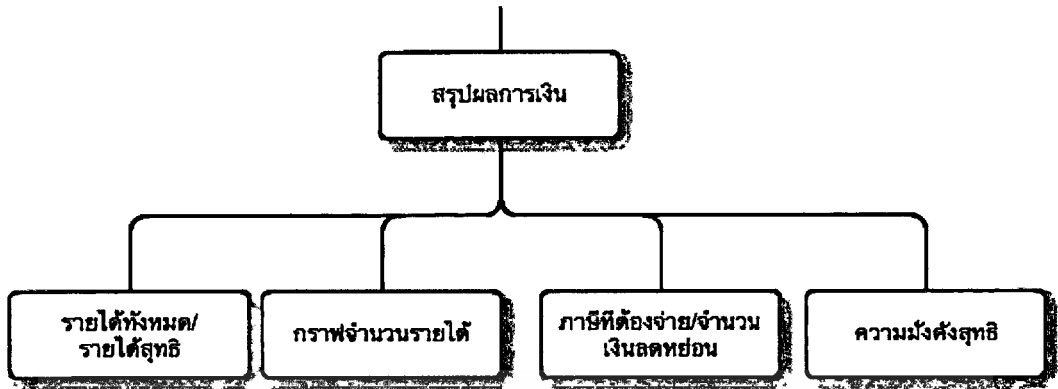 สรุปผลการเงิน
รายได้ทั้งหมด/
รายได้สุทธิ
กราฟจำนวนรายได้
ภาษีที่ต้องจ่าย/จำนวน
เงินลดหย่อน
ความมั่งคั่งสุทธิ